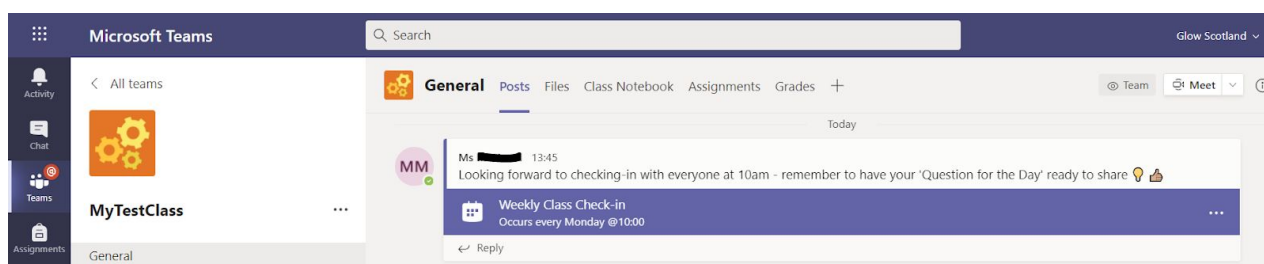 Microsoft Teams
Search
Glow Scotland
Activity
Chat
Teams
Assignments
All teams
MyTestClass
General
General Posts Files Class Notebook Assignments Grades
Team
Meet
Today
MM
Ms 13:45
Looking forward to checking-in with everyone at 10am - remember to have your 'Question for the Day' ready to share 💡 👍🏽
Weekly Class Check-in
Occurs every Monday @10:00
Reply